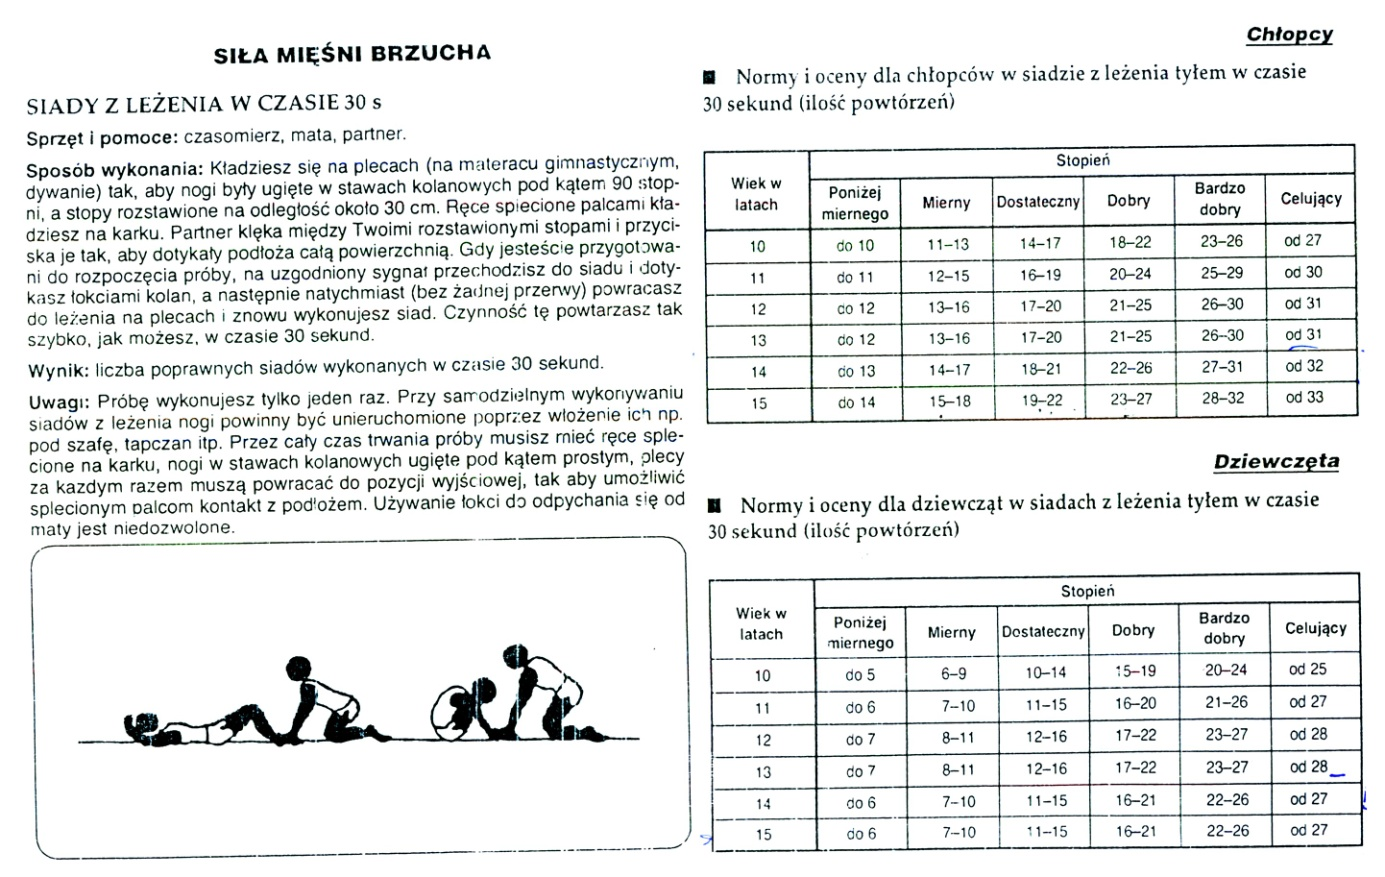 SIŁA MIĘŚNI BRZUCHA
SIADY Z LEŻENIA W CZASIE 30 s
Sprzęt i pomoce: czasomierz, mata, partner.
Sposób wykonania: Kładziesz się na plecach (na materacu gimnastycznym,
dywanie) tak, aby nogi były ugięte w stawach kolanowych pod kątem 90 stop-
ni, a stopy rozstawione na odległość około 30 cm. Ręce splecione palcami kła-
dziesz na karku. Partner klęka między Twoimi rozstawionymi stopami i przyci-
ska je tak, aby dotykały podłoża całą powierzchnią. Gdy jesteście przygotowa-
ni do rozpoczęcia próby, na uzgodniony sygnał przechodzisz do siadu i doty-
kasz łokciami kolan, a następnie natychmiast (bez żadnej przerwy) powracasz
do leżenia na plecach i znowu wykonujesz siad. Czynność tę powtarzasz tak
szybko, jak możesz, w czasie 30 sekund.
Wynik: liczba poprawnych siadów wykonanych w czasie 30 sekund.
Uwagi: Próbę wykonujesz tylko jeden raz. Przy samodzielnym wykonywaniu
siadów z leżenia nogi powinny być unieruchomione poprzez włożenie ich np.
pod szafę, tapczan itp. Przez cały czas trwania próby musisz mieć ręce sple-
cione na karku, nogi w stawach kolanowych ugięte pod kątem prostym, plecy
za kazdym razem muszą powracać do pozycji wyjściowej, tak aby umożliwić
splecionym palcom kontakt z podłożem. Używanie łokci do odpychania się od
maty jest niedozwolone.
Chłopcy
■ Normy i oceny dla chłopców w siadzie z leżenia tyłem w czasie
30 sekund (ilość powtórzeń)
Stopień
Wiek w latach Poniżej miernego Mierny Dostateczny Dobry Bardzo dobry Celujący
10 do 10 11–13 14–17 18–22 23–26 od 27
11 do 11 12–15 16–19 20–24 25–29 od 30
12 do 12 13–16 17–20 21–25 26–30 od 31
13 do 12 13–16 17–20 21–25 26–30 od 31
14 do 13 14–17 18–21 22–26 27–31 od 32
15 do 14 15–18 19–22 23–27 28–32 od 33
Dziewczęta
■ Normy i oceny dla dziewcząt w siadach z leżenia tyłem w czasie
30 sekund (ilość powtórzeń)
Stopień
Wiek w latach Poniżej miernego Mierny Dostateczny Dobry Bardzo dobry Celujący
10 do 5 6–9 10–14 15–19 20–24 od 25
11 do 6 7–10 11–15 16–20 21–26 od 27
12 do 7 8–11 12–16 17–22 23–27 od 28
13 do 7 8–11 12–16 17–22 23–27 od 28
14 do 6 7–10 11–15 16–21 22–26 od 27
15 do 6 7–10 11–15 16–21 22–26 od 27